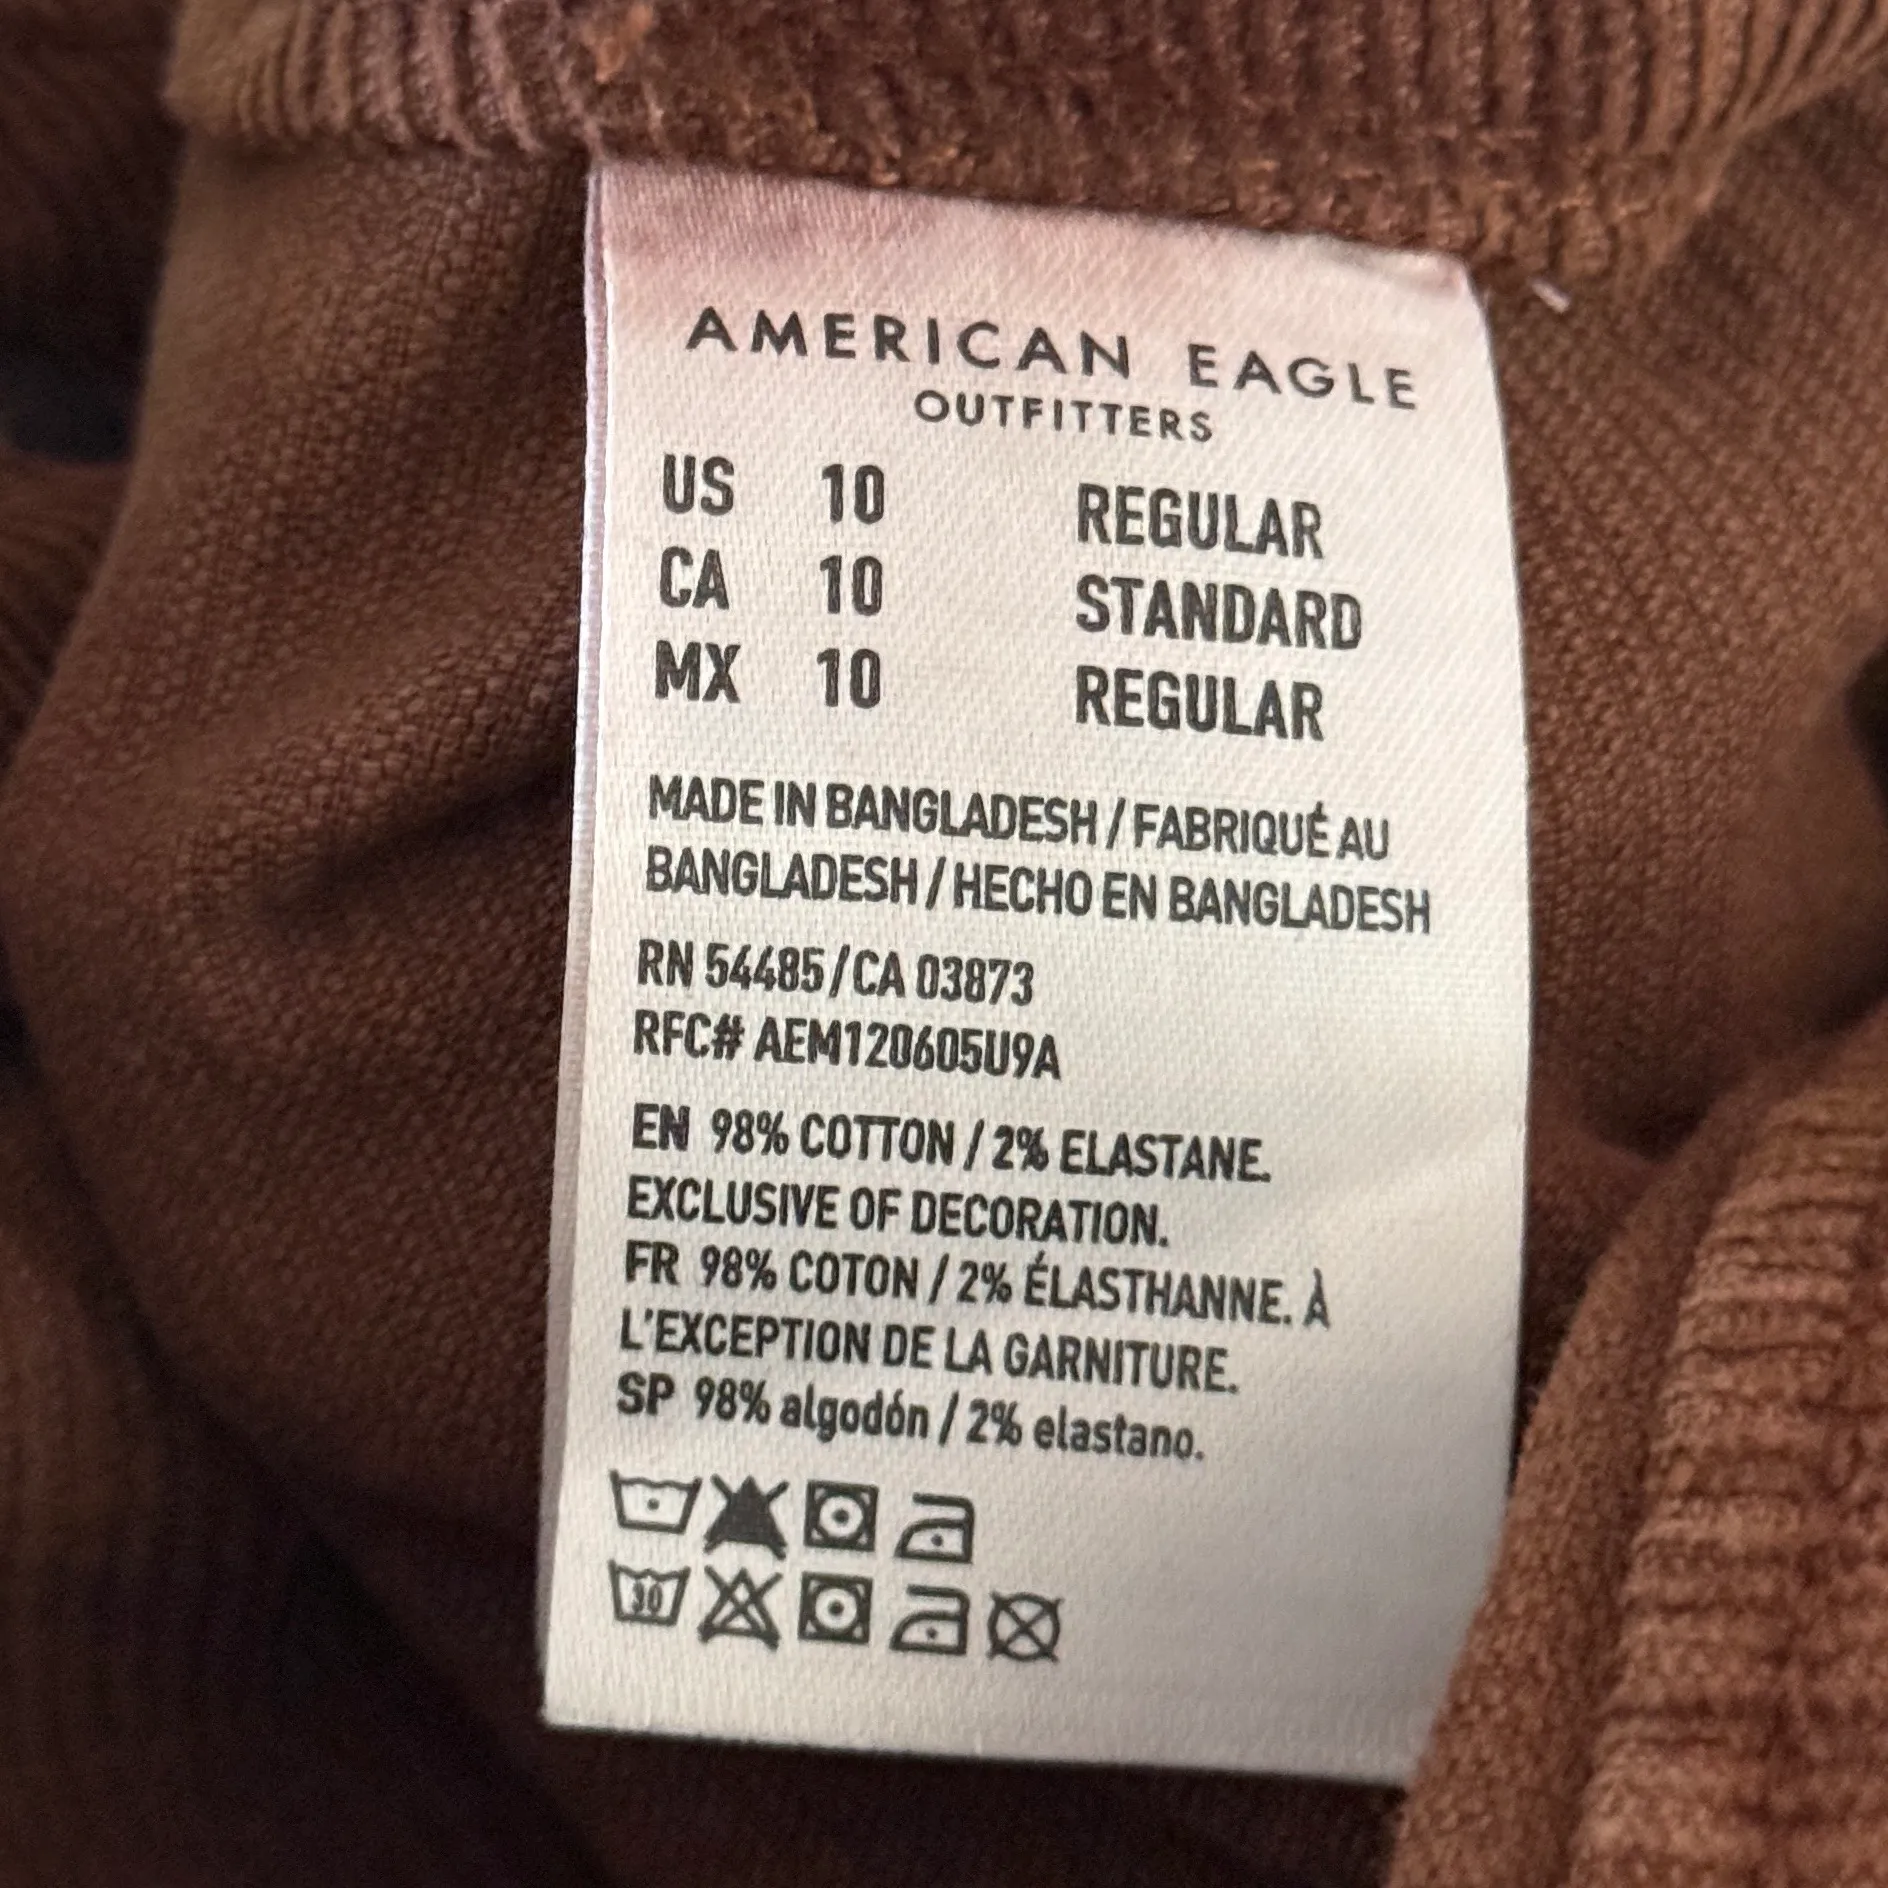 AMERICAN EAGLE
OUTFITTERS
US 10 REGULAR
CA 10 STANDARD
MX 10 REGULAR
MADE IN BANGLADESH / FABRIQUÉ AU
BANGLADESH / HECHO EN BANGLADESH
RN 54485/CA 03873
RFC# AEM120605U9A
EN 98% COTTON / 2% ELASTANE.
EXCLUSIVE OF DECORATION.
FR 98% COTON / 2% ÉLASTHANNE. À
L'EXCEPTION DE LA GARNITURE.
SP 98% algodón / 2% elastano.
30